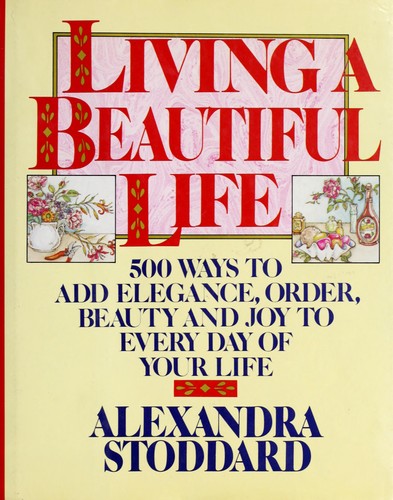 LIVING A
BEAUTIFUL
LIFE
500 WAYS TO
ADD ELEGANCE, ORDER,
BEAUTY AND JOY TO
EVERY DAY OF
YOUR LIFE
ALEXANDRA
STODDARD